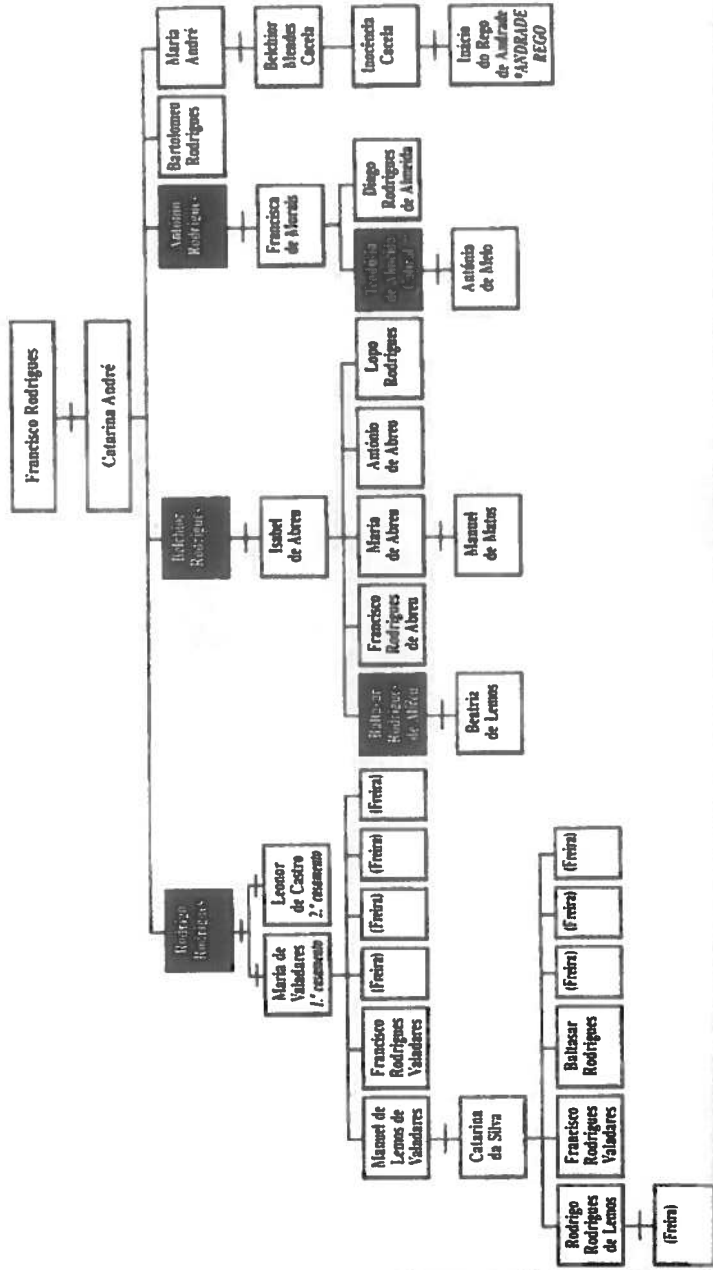 Francisco Rodrigues
Catarina André
Rodrigo
Rodrigues
Belchior
Rodrigues
António
Rodrigues
Bartolomeu
Rodrigues
Maria
André
Maria de
Valadares
1.º casamento
Leonor
de Castro
2.º casamento
Isabel
de Abreu
Francisca
de Morais
Belchior
Mendes
Cacela
Manuel de
Lemos de
Valadares
Francisco
Rodrigues
Valadares
(Freira)
(Freira)
(Freira)
(Freira)
Baltasar
Rodrigues
de Abreu
Francisco
Rodrigues
de Abreu
Maria
de Abreu
António
de Abreu
Lopo
Rodrigues
de Almeida
Diogo
Rodrigues
de Almeida
Inocência
Cacela
Catarina
da Silva
Beatriz
de Lemos
Manuel
de Matos
Antónia
de Melo
Inácio
do Rego
de Andrade
*ANDRADE
REGO
Rodrigo
Rodrigues
de Lemos
Francisco
Rodrigues
Valadares
Baltasar
Rodrigues
(Freira)
(Freira)
(Freira)
(Freira)